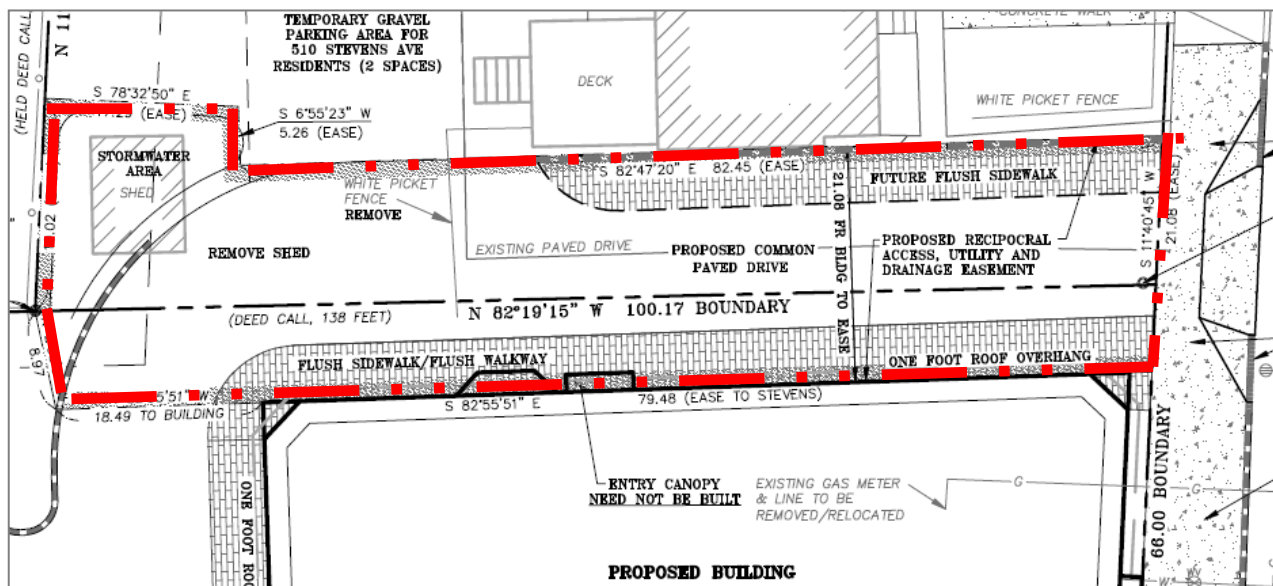 TEMPORARY GRAVEL
PARKING AREA FOR
510 STEVENS AVE
RESIDENTS (2 SPACES)
CONCRETE WALK
N 11
(HELD DEED CALL
DECK
WHITE PICKET FENCE
S 78°32'50" E
(EASE)
S 6°55'23" W
5.26 (EASE)
STORMWATER
AREA
SHED
WHITE PICKET
FENCE
REMOVE
S 82°47'20" E 82.45 (EASE)
FUTURE FLUSH SIDEWALK
S 11°40'45" W
21.08 (EASE)
.02
REMOVE SHED
EXISTING PAVED DRIVE
PROPOSED COMMON
PAVED DRIVE
21.08 FR BLDG TO EASE
PROPOSED RECIPOCRAL
ACCESS, UTILITY AND
DRAINAGE EASEMENT
(DEED CALL, 138 FEET)
N 82°19'15" W 100.17 BOUNDARY
8.97
FLUSH SIDEWALK/FLUSH WALKWAY
ONE FOOT ROOF OVERHANG
5'51" W
18.49 TO BUILDING
S 82°55'51" E
79.48 (EASE TO STEVENS)
ONE FOOT ROO
ENTRY CANOPY
NEED NOT BE BUILT
EXISTING GAS METER
& LINE TO BE
REMOVED/RELOCATED
G
G
66.00 BOUNDARY
PROPOSED BUILDING
WV
W